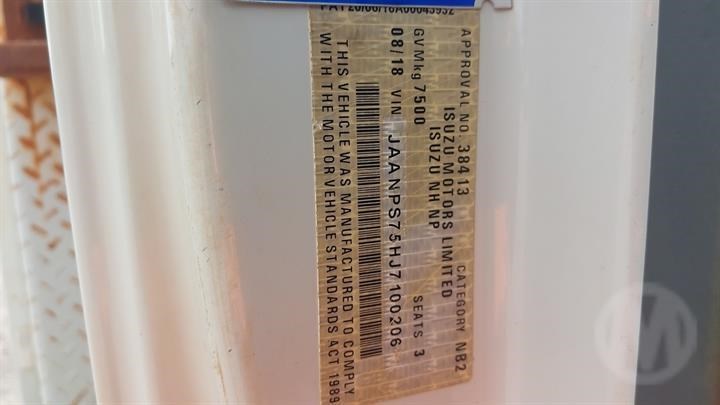 APPROVAL NO. 38413 CATEGORY NB2
ISUZU MOTORS LIMITED
ISUZU NH NP
GVMkg 7500 SEATS 3
08/18 VIN JAANPS75HJ7100206
THIS VEHICLE WAS MANUFACTURED TO COMPLY
WITH THE MOTOR VEHICLE STANDARDS ACT 1989
M